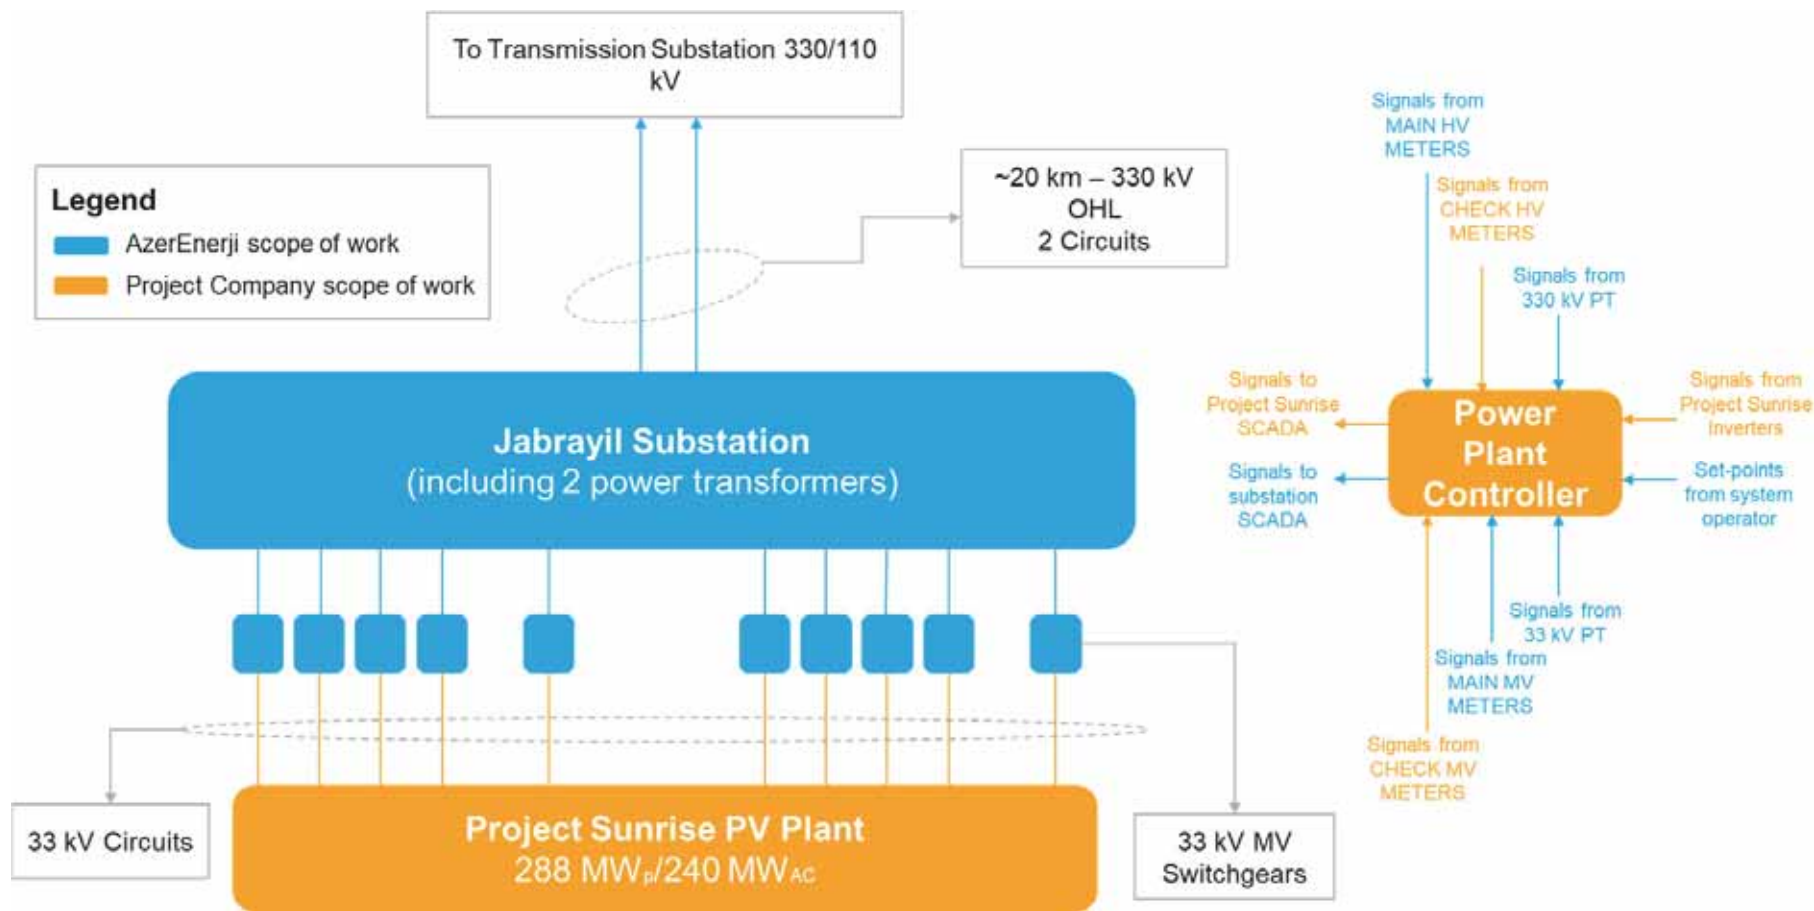 To Transmission Substation 330/110
kV
Legend
AzerEnerji scope of work
Project Company scope of work
~20 km – 330 kV
OHL
2 Circuits
Jabrayil Substation
(including 2 power transformers)
33 kV Circuits
Project Sunrise PV Plant
288 MWp/240 MWAC
33 kV MV
Switchgears
Signals from
MAIN HV
METERS
Signals from
CHECK HV
METERS
Signals from
330 kV PT
Signals to
Project Sunrise
SCADA
Signals to
substation
SCADA
Power
Plant
Controller
Signals from
Project Sunrise
Inverters
Set-points
from system
operator
Signals from
33 kV PT
Signals from
MAIN MV
METERS
Signals from
CHECK MV
METERS